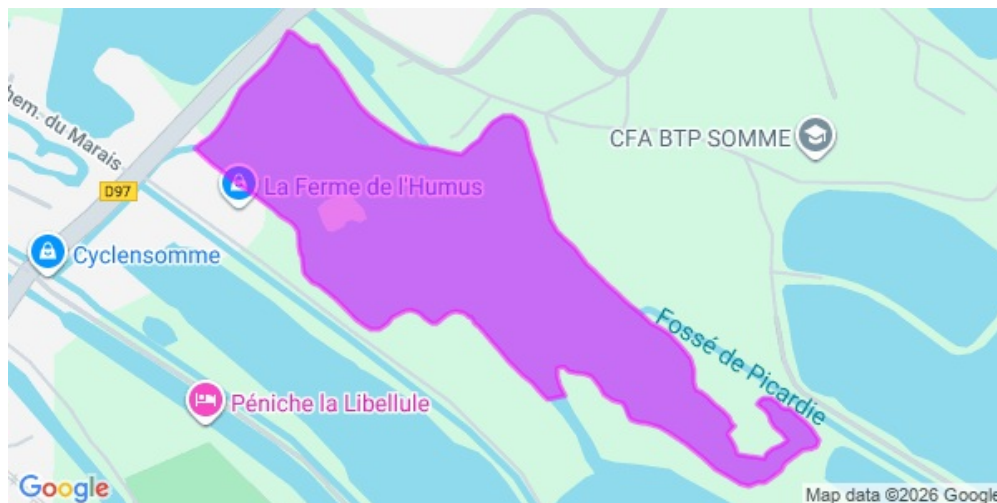 CFA BTP SOMME
hem. du Marais
D97
La Ferme de l'Humus
Cyclensomme
Fossé de Picardie
Péniche la Libellule
Google
Map data ©2026 Google